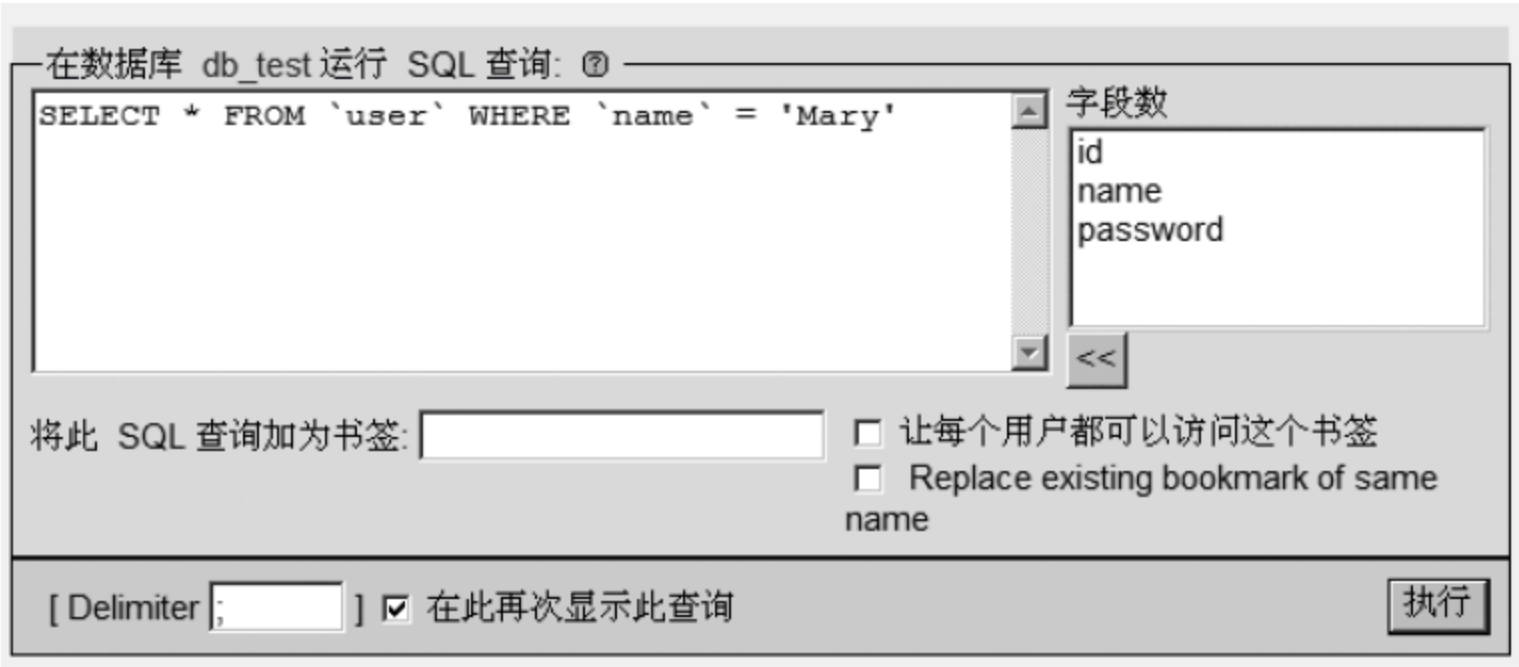 在数据库 db_test 运行 SQL 查询:
SELECT * FROM `user` WHERE `name` = 'Mary'
字段数
id
name
password
<<
将此 SQL 查询加为书签:
让每个用户都可以访问这个书签
Replace existing bookmark of same
name
[ Delimiter ; ] 在此再次显示此查询
执行